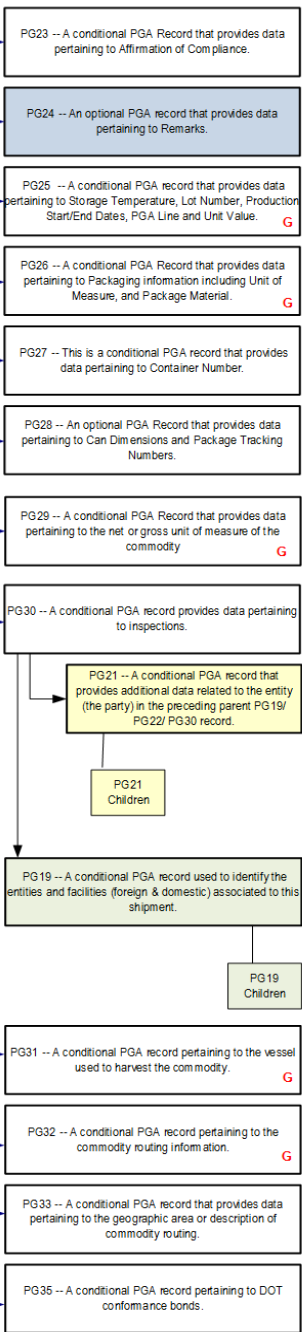 PG23 -- A conditional PGA Record that provides data
pertaining to Affirmation of Compliance.
PG24 -- An optional PGA record that provides data
pertaining to Remarks.
PG25 -- A conditional PGA record that provides data
pertaining to Storage Temperature, Lot Number, Production
Start/End Dates, PGA Line and Unit Value.
G
PG26 -- A conditional PGA Record that provides data
pertaining to Packaging information including Unit of
Measure, and Package Material.
G
PG27 -- This is a conditional PGA record that provides
data pertaining to Container Number.
PG28 -- An optional PGA Record that provides data
pertaining to Can Dimensions and Package Tracking
Numbers.
PG29 -- A conditional PGA Record that provides data
pertaining to the net or gross unit of measure of the
commodity
G
PG30 -- A conditional PGA record provides data pertaining
to inspections.
PG21 -- A conditional PGA record that
provides additional data related to the entity
(the party) in the preceding parent PG19/
PG22/ PG30 record.
PG21
Children
PG19 -- A conditional PGA record used to identify the
entities and facilities (foreign & domestic) associated to this
shipment.
PG19
Children
PG31 -- A conditional PGA record pertaining to the vessel
used to harvest the commodity.
G
PG32 -- A conditional PGA record pertaining to the
commodity routing information.
G
PG33 -- A conditional PGA record that provides data
pertaining to the geographic area or description of
commodity routing.
PG35 -- A conditional PGA record pertaining to DOT
conformance bonds.